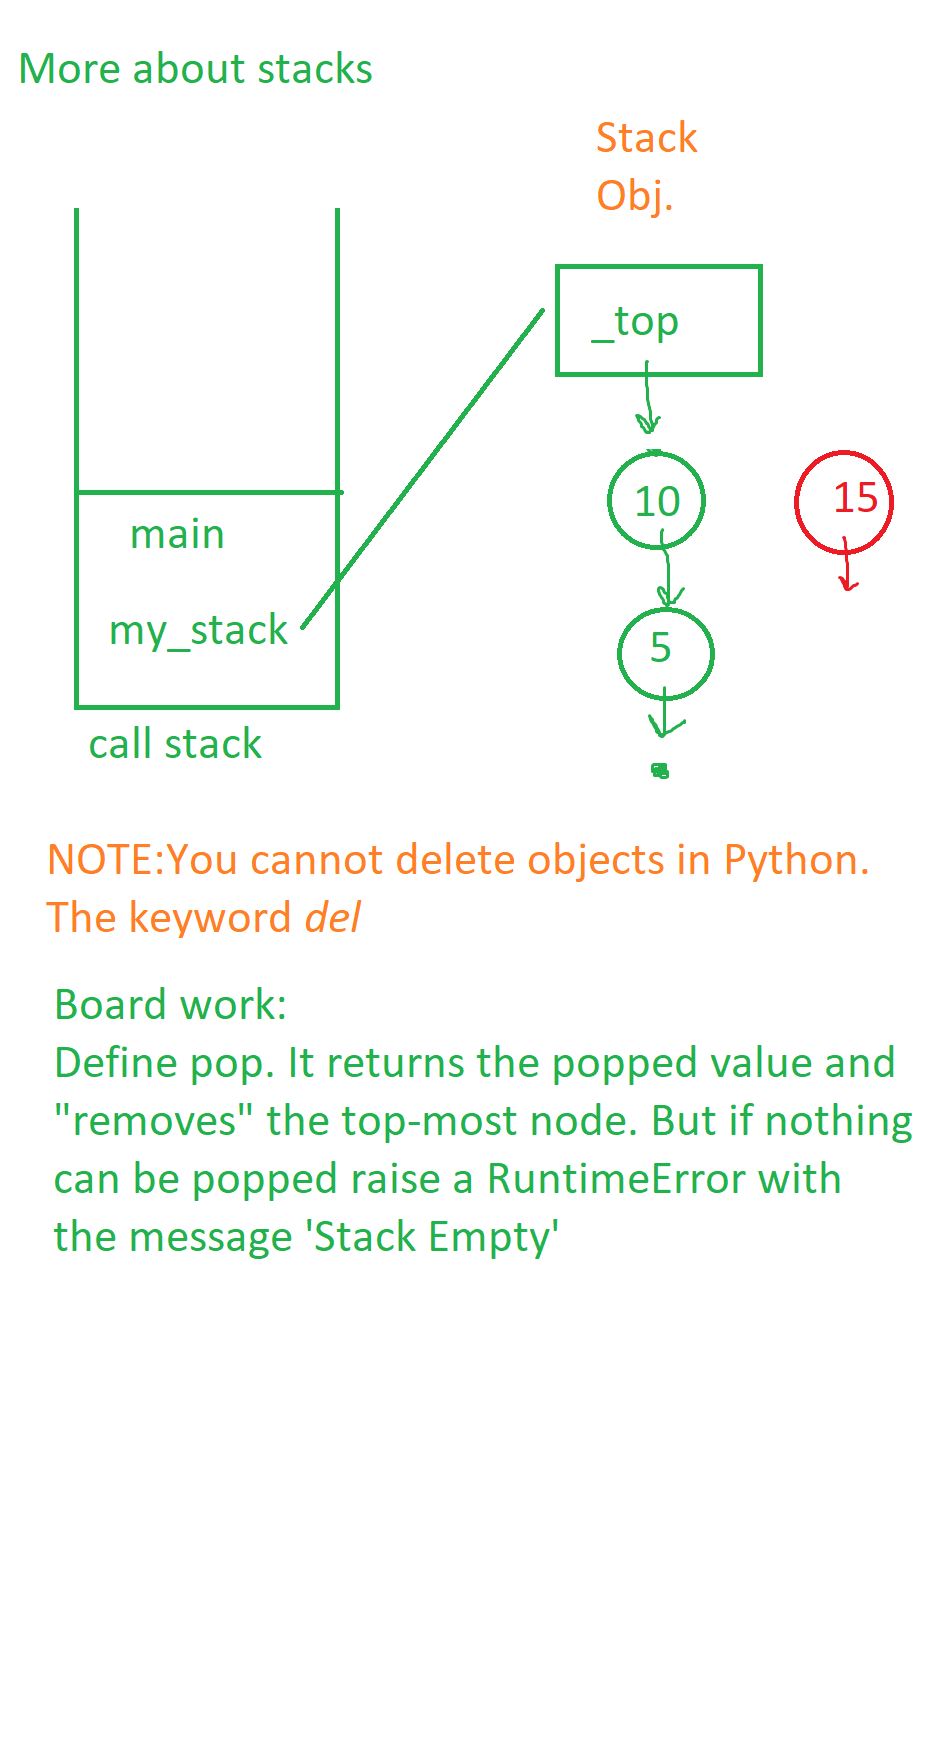 More about stacks
Stack
Obj.
_top
10
15
main
my_stack
5
call stack
NOTE:You cannot delete objects in Python.
The keyword del
Board work:
Define pop. It returns the popped value and
"removes" the top-most node. But if nothing
can be popped raise a RuntimeError with
the message 'Stack Empty'